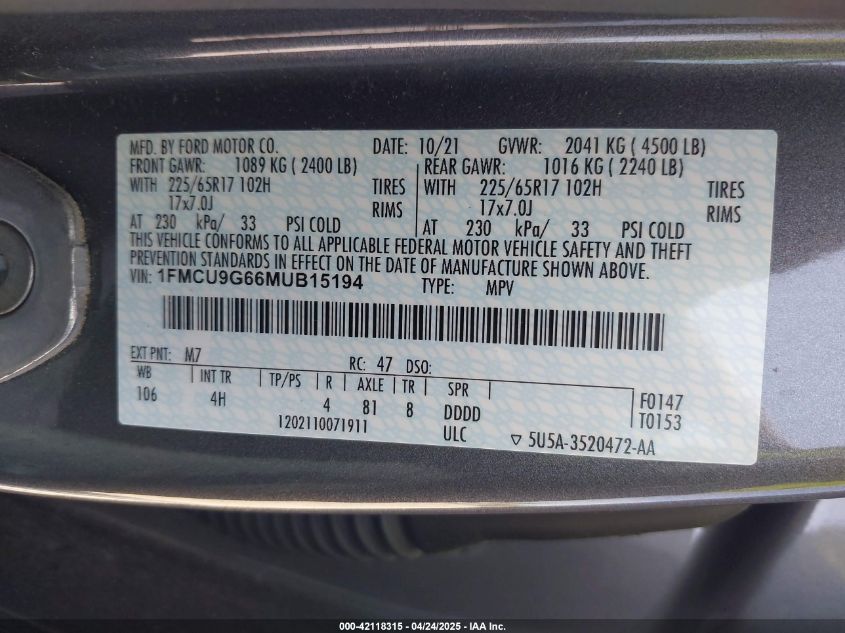 MFD. BY FORD MOTOR CO. DATE: 10/21 GVWR: 2041 KG ( 4500 LB)
FRONT GAWR: 1089 KG ( 2400 LB) REAR GAWR: 1016 KG ( 2240 LB)
WITH 225/65R17 102H TIRES WITH 225/65R17 102H TIRES
17x7.0J RIMS 17x7.0J RIMS
AT 230 kPa/ 33 PSI COLD AT 230 kPa/ 33 PSI COLD
THIS VEHICLE CONFORMS TO ALL APPLICABLE FEDERAL MOTOR VEHICLE SAFETY AND THEFT
PREVENTION STANDARDS IN EFFECT ON THE DATE OF MANUFACTURE SHOWN ABOVE.
VIN: 1FMCU9G66MUB15194 TYPE: MPV
EXT PNT: M7 RC: 47 DSO:
WB INT TR TP/PS R AXLE TR SPR F0147
106 4H 4 81 8 DDDD T0153
1202110071911 ULC 5U5A-3520472-AA
000-42118315 - 04/24/2025 - IAA Inc.